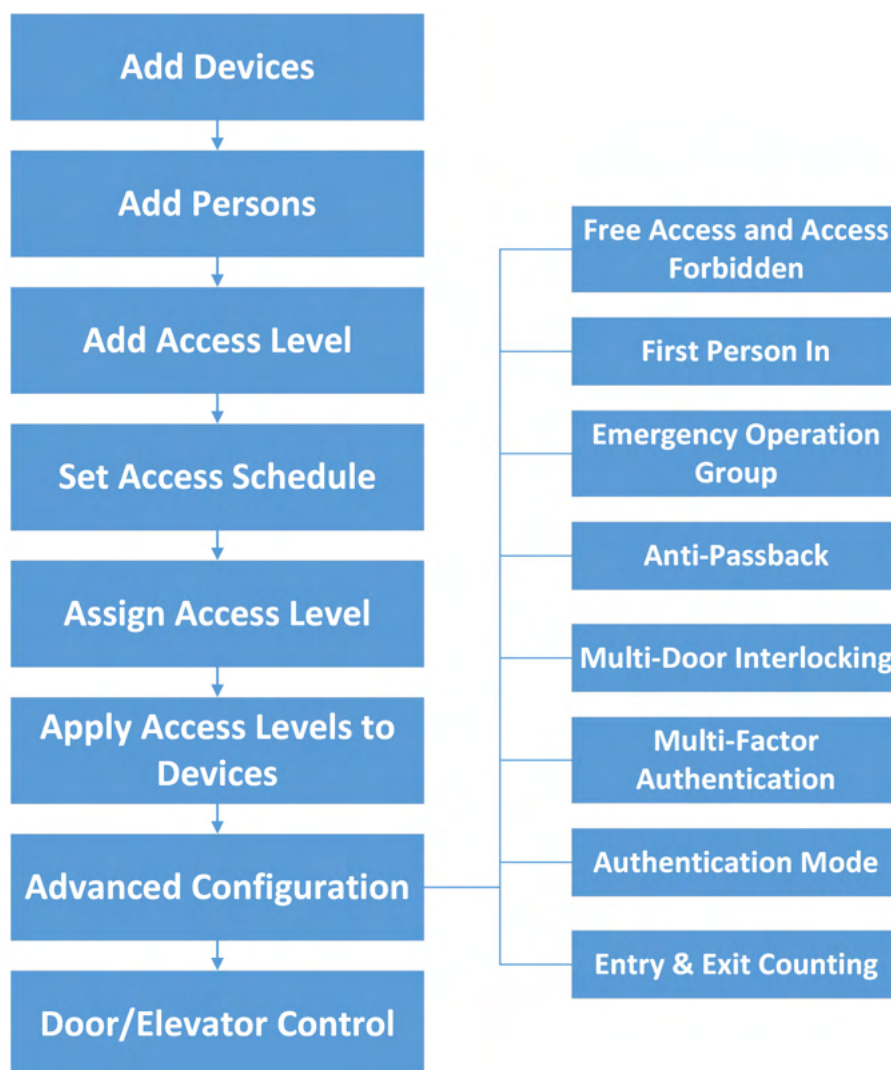 Add Devices
Add Persons
Add Access Level
Set Access Schedule
Assign Access Level
Apply Access Levels to
Devices
Advanced Configuration
Door/Elevator Control
Free Access and Access
Forbidden
First Person In
Emergency Operation
Group
Anti-Passback
Multi-Door Interlocking
Multi-Factor
Authentication
Authentication Mode
Entry & Exit Counting